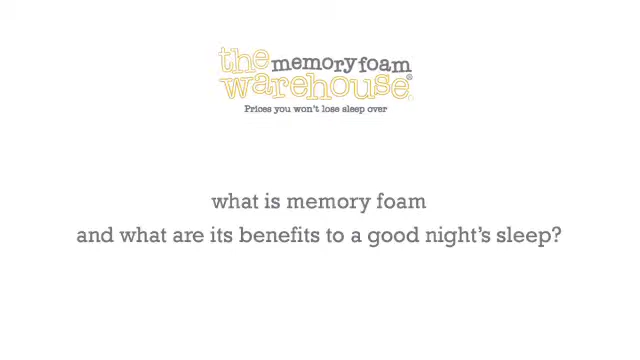 the memory foam
warehouse®
Prices you won't lose sleep over
what is memory foam
and what are its benefits to a good night's sleep?